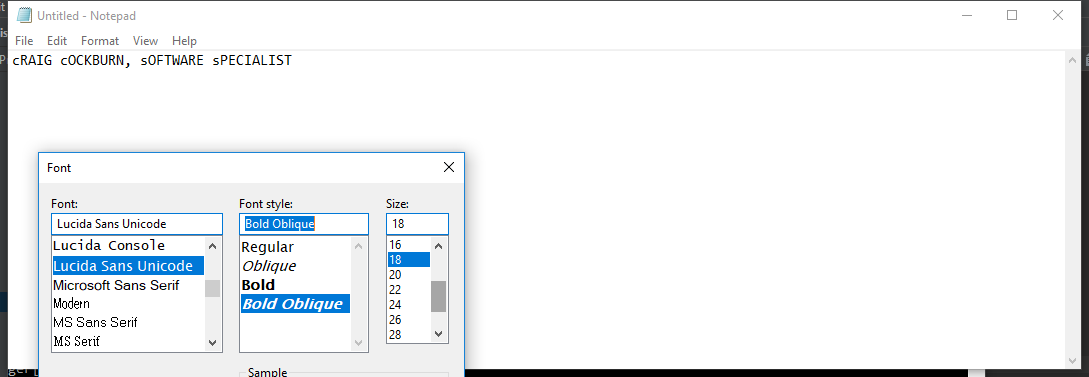 Untitled - Notepad
File Edit Format View Help
cRAIG cOCKBURN, sOFTWARE sPECIALIST
Font
Font: Font style: Size:
Lucida Sans Unicode Bold Oblique 18
Lucida Console Regular 16
Lucida Sans Unicode Oblique 18
Microsoft Sans Serif Bold 20
Modern Bold Oblique 22
MS Sans Serif 24
MS Serif 26
28
Sample